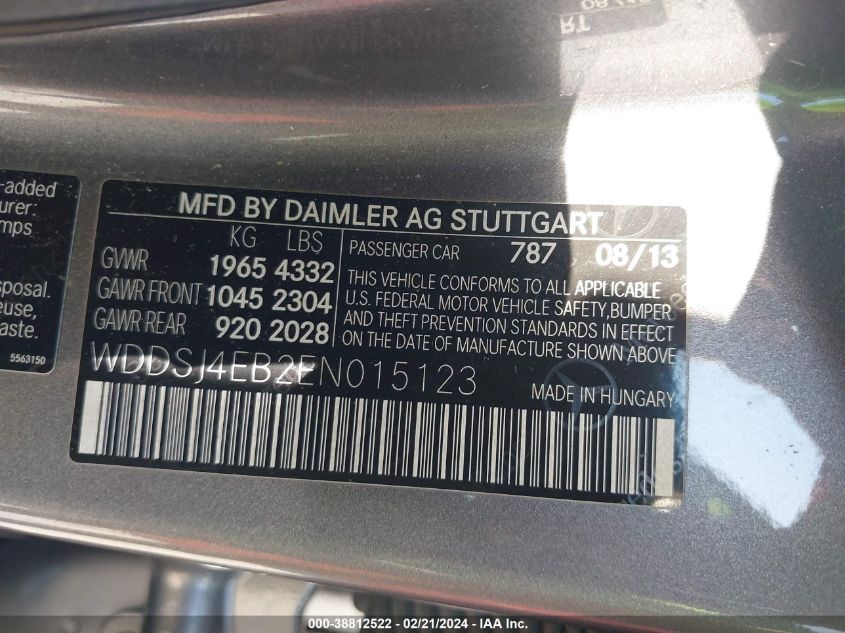 RT
-added
urer:
mps
sposal.
euse,
aste.
5563150
MFD BY DAIMLER AG STUTTGART
KG LBS
GVWR 1965 4332
GAWR FRONT 1045 2304
GAWR REAR 920 2028
PASSENGER CAR 787 08/13
THIS VEHICLE CONFORMS TO ALL APPLICABLE
U.S. FEDERAL MOTOR VEHICLE SAFETY, BUMPER
AND THEFT PREVENTION STANDARDS IN EFFECT
ON DATE OF MANUFACTURE SHOWN ABOVE
WDDSJ4EB2EN015123
MADE IN HUNGARY
000-38812522 - 02/21/2024 - IAA Inc.